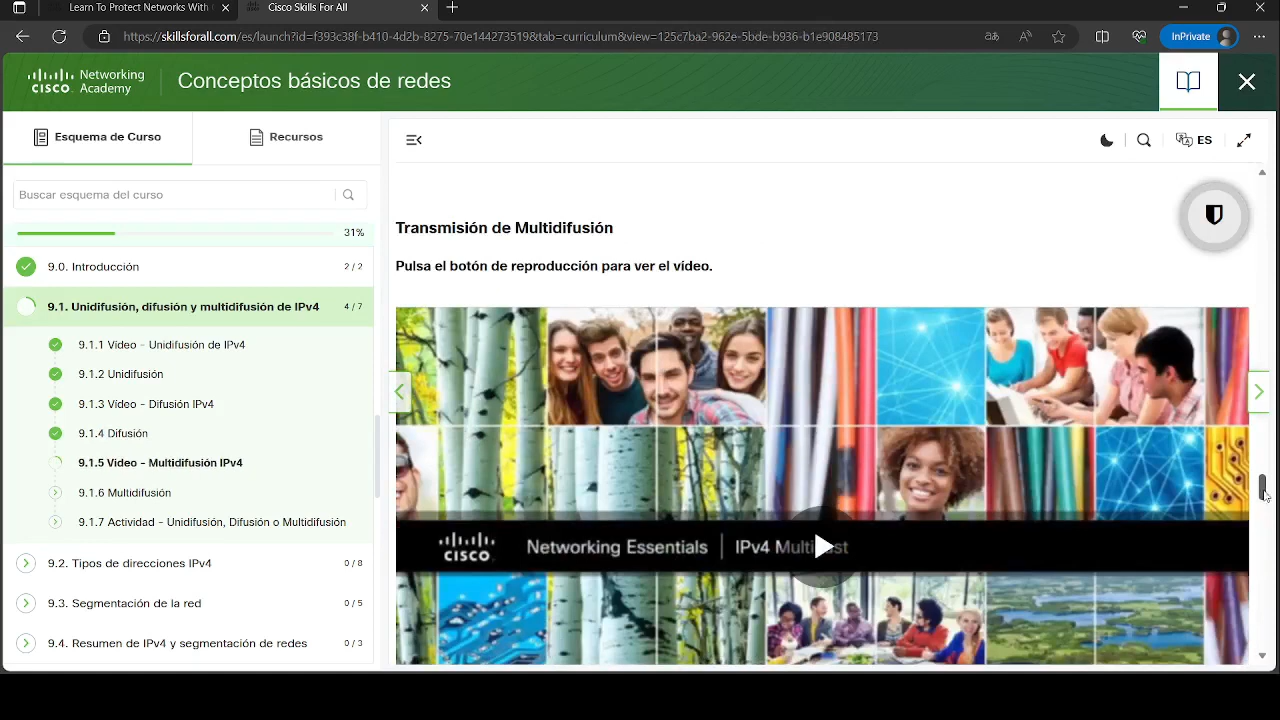 Learn To Protect Networks With
Cisco Skills For All
https://skillsforall.com/es/launch?id=f393c38f-b410-4d2b-8275-70e144273519&tab=curriculum&view=125c7ba2-962e-5bde-b936-b1e908485173
InPrivate
CISCO
Networking
Academy
Conceptos básicos de redes
Esquema de Curso
Recursos
ES
Buscar esquema del curso
31%
9.0. Introducción
2 / 2
9.1. Unidifusión, difusión y multidifusión de IPv4
4 / 7
9.1.1 Video - Unidifusión de IPv4
9.1.2 Unidifusión
9.1.3 Vídeo - Difusión IPv4
9.1.4 Difusión
9.1.5 Video - Multidifusión IPv4
9.1.6 Multidifusión
9.1.7 Actividad - Unidifusión, Difusión o Multidifusión
9.2. Tipos de direcciones IPv4
0 / 8
9.3. Segmentación de la red
0 / 5
9.4. Resumen de IPv4 y segmentación de redes
0 / 3
Transmisión de Multidifusión
Pulsa el botón de reproducción para ver el vídeo.
CISCO
Networking Essentials | IPv4 Multicast